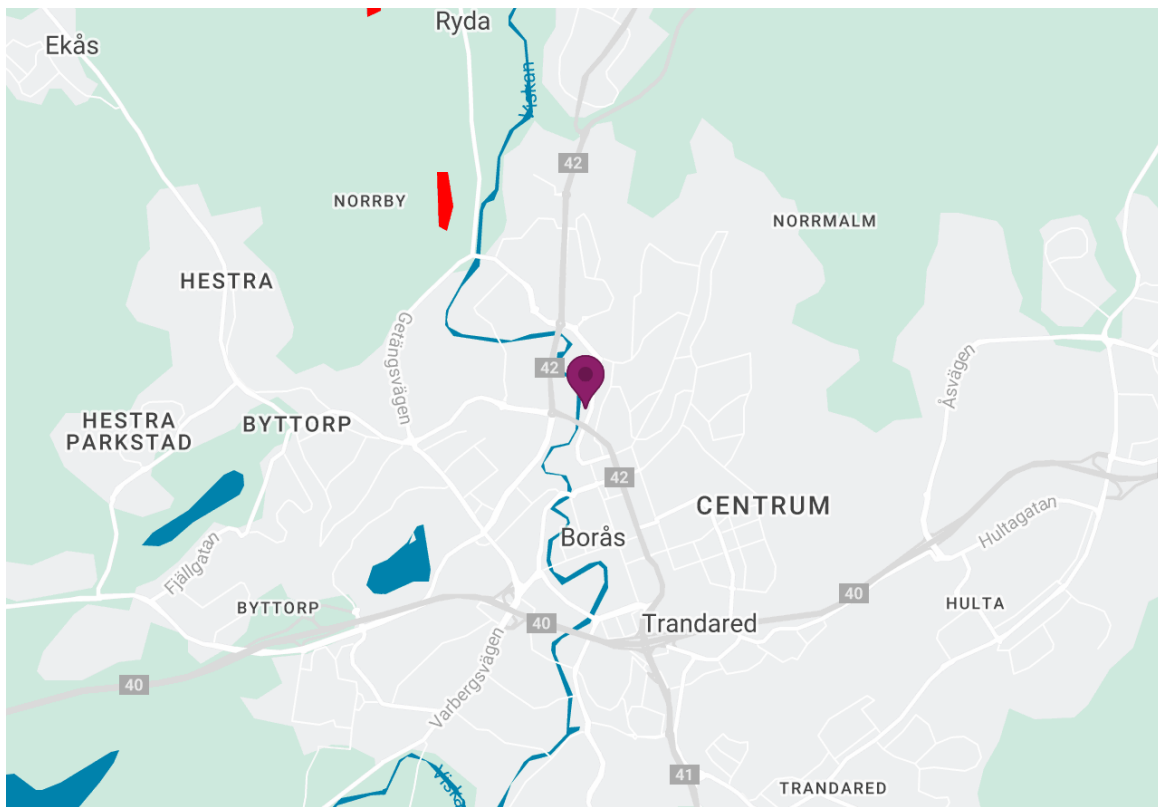 Ryda
Ekås
Viskan
42
NORRBY
NORRMALM
HESTRA
Getängsvägen
42
Åsvägen
HESTRA
PARKSTAD
BYTTORP
42
CENTRUM
Hultagatan
Borås
Fjällgatan
BYTTORP
40
HULTA
40
Trandared
Varbergsvägen
40
41
Viska
TRANDARED